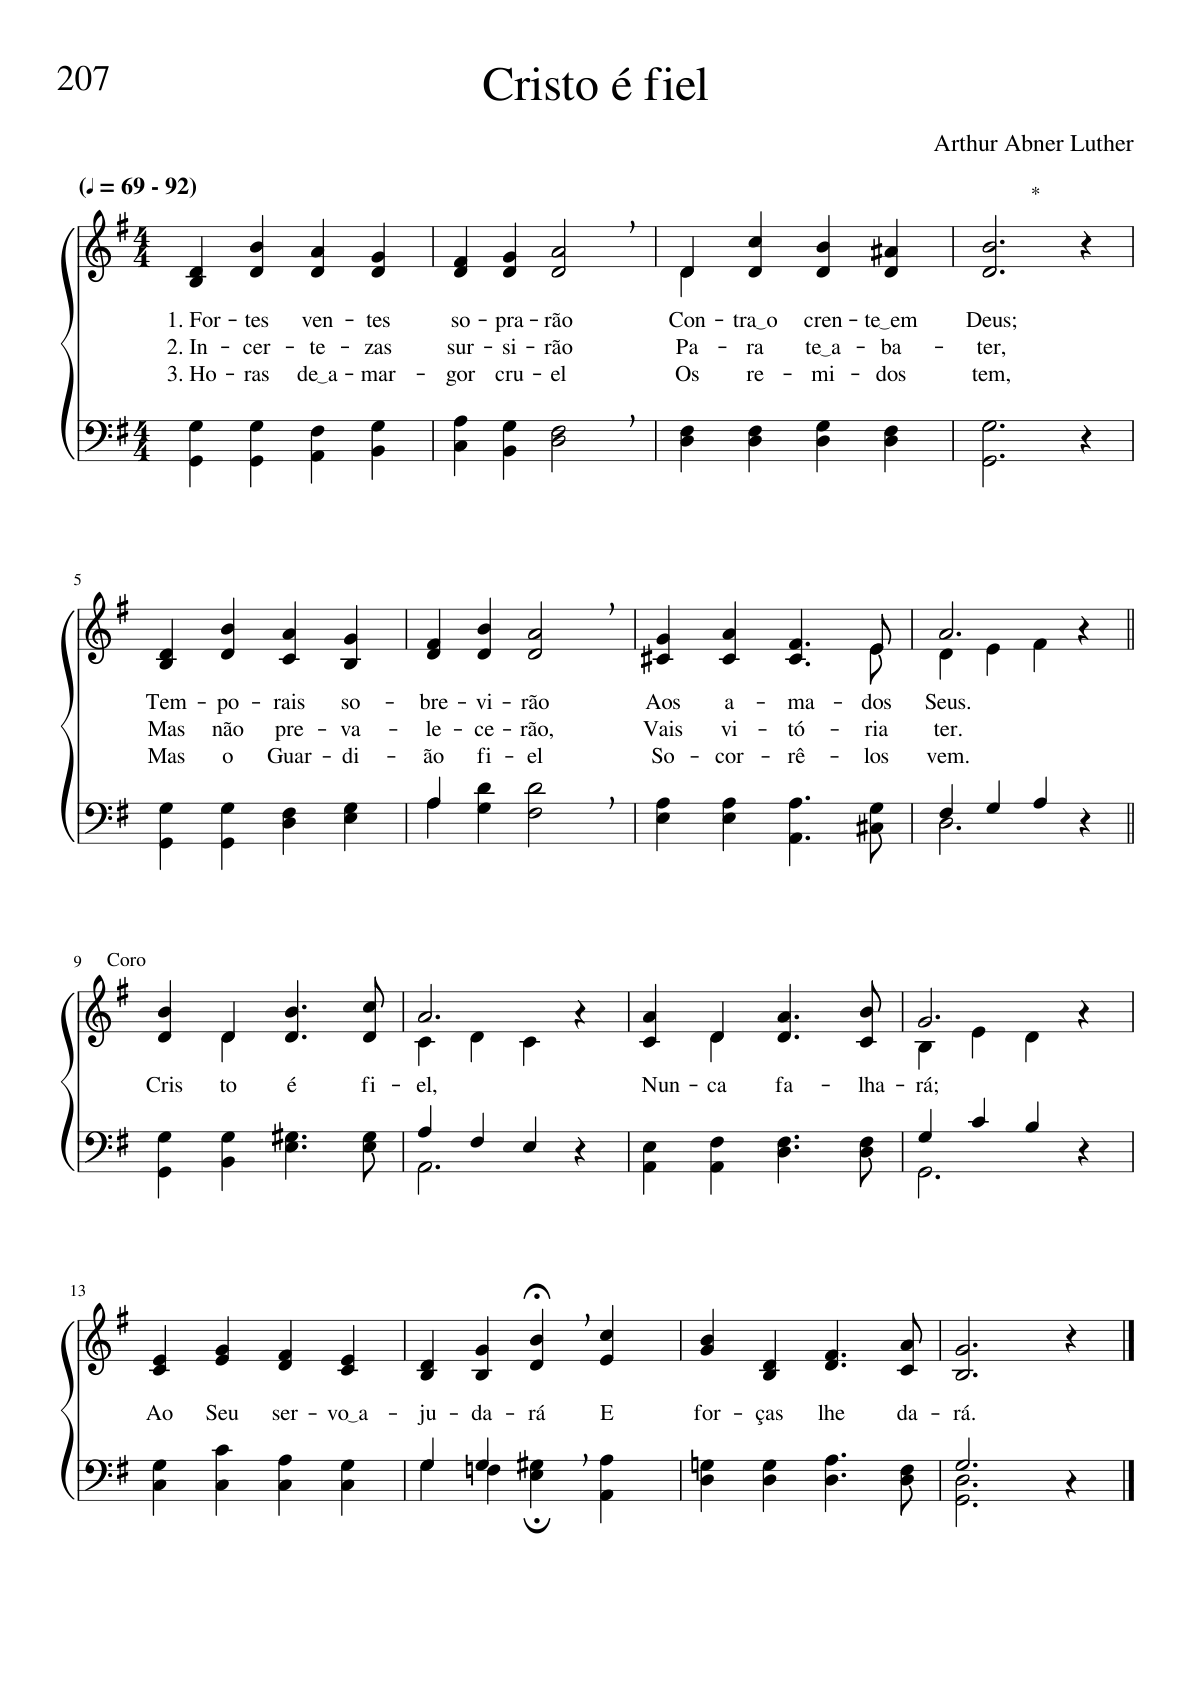 207
Cristo é fiel
Arthur Abner Luther
(♩ = 69 - 92)
*
1. For - tes ven - tes so - pra - rão Con - tra‿o cren - te‿em Deus;
2. In - cer - te - zas sur - si - rão Pa - ra te‿a - ba - ter,
3. Ho - ras de‿a - mar - gor cru - el Os re - mi - dos tem,
5
Tem - po - rais so - bre - vi - rão Aos a - ma - dos Seus.
Mas não pre - va - le - ce - rão, Vais vi - tó - ria ter.
Mas o Guar - di - ão fi - el So - cor - rê - los vem.
9 Coro
Cris to é fi - el, Nun - ca fa - lha - rá;
13
Ao Seu ser - vo‿a - ju - da - rá E for - ças lhe da - rá.